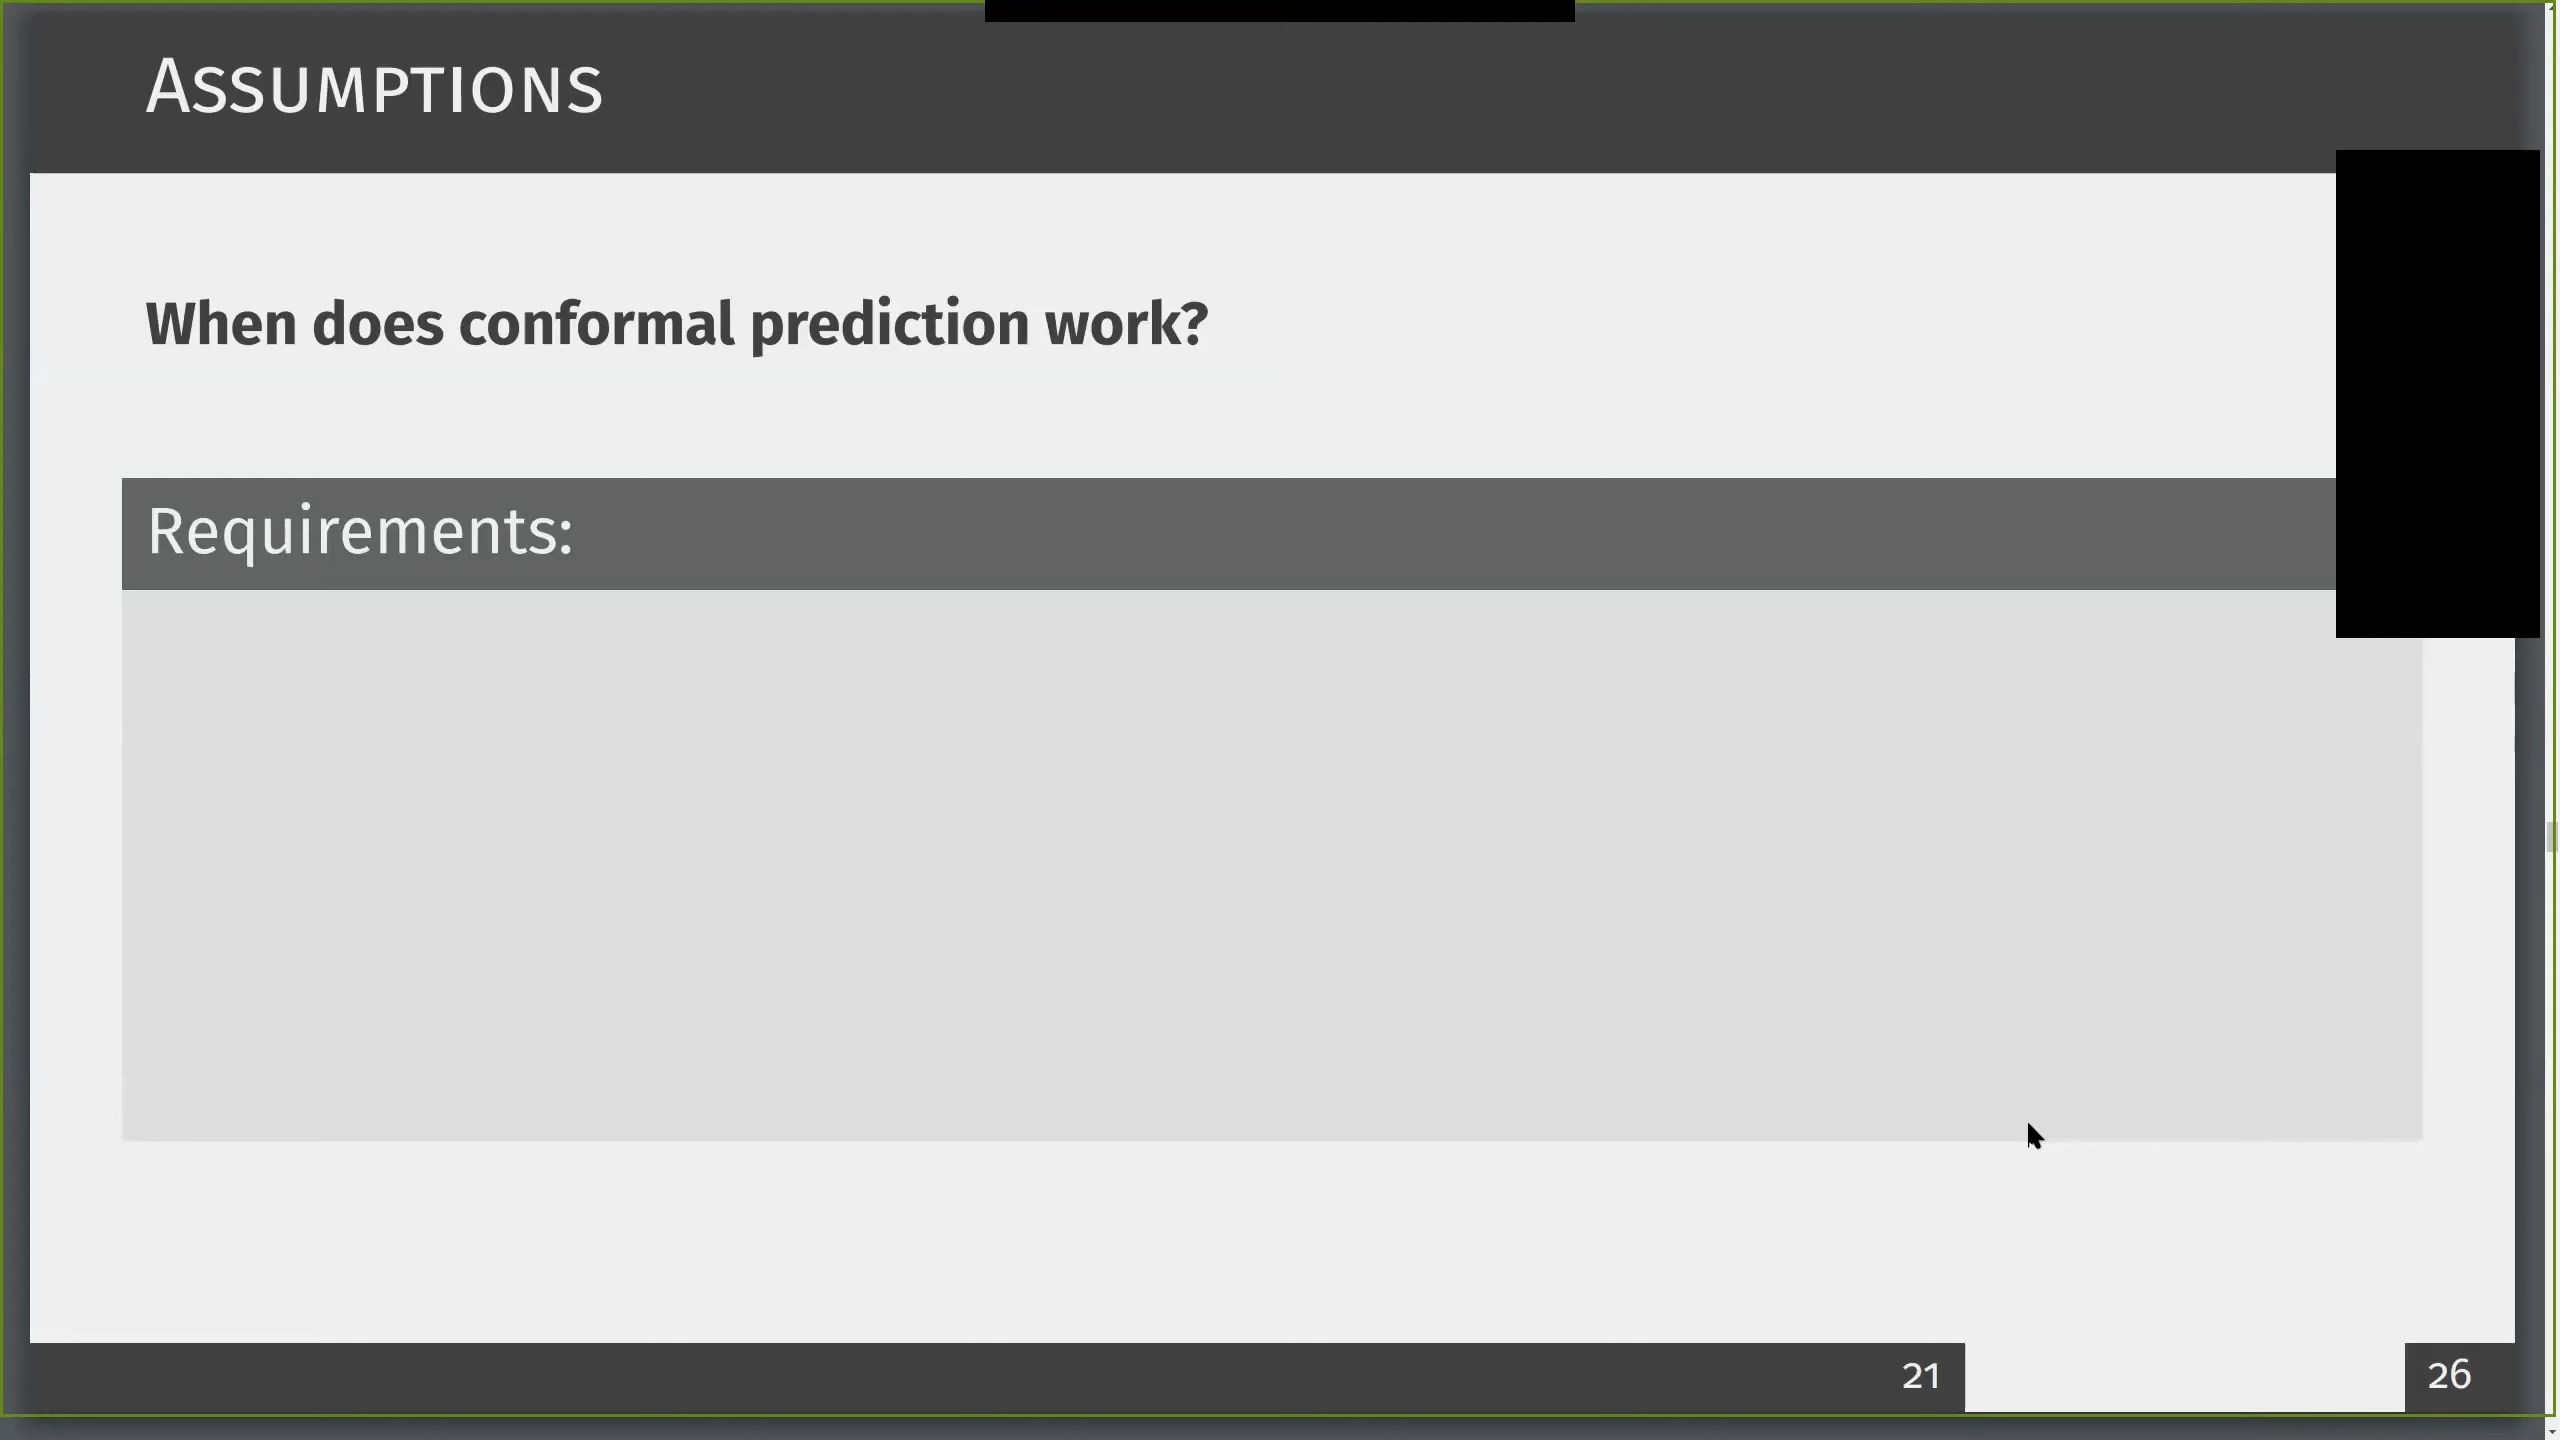 Assumptions
When does conformal prediction work?
Requirements:
21
26